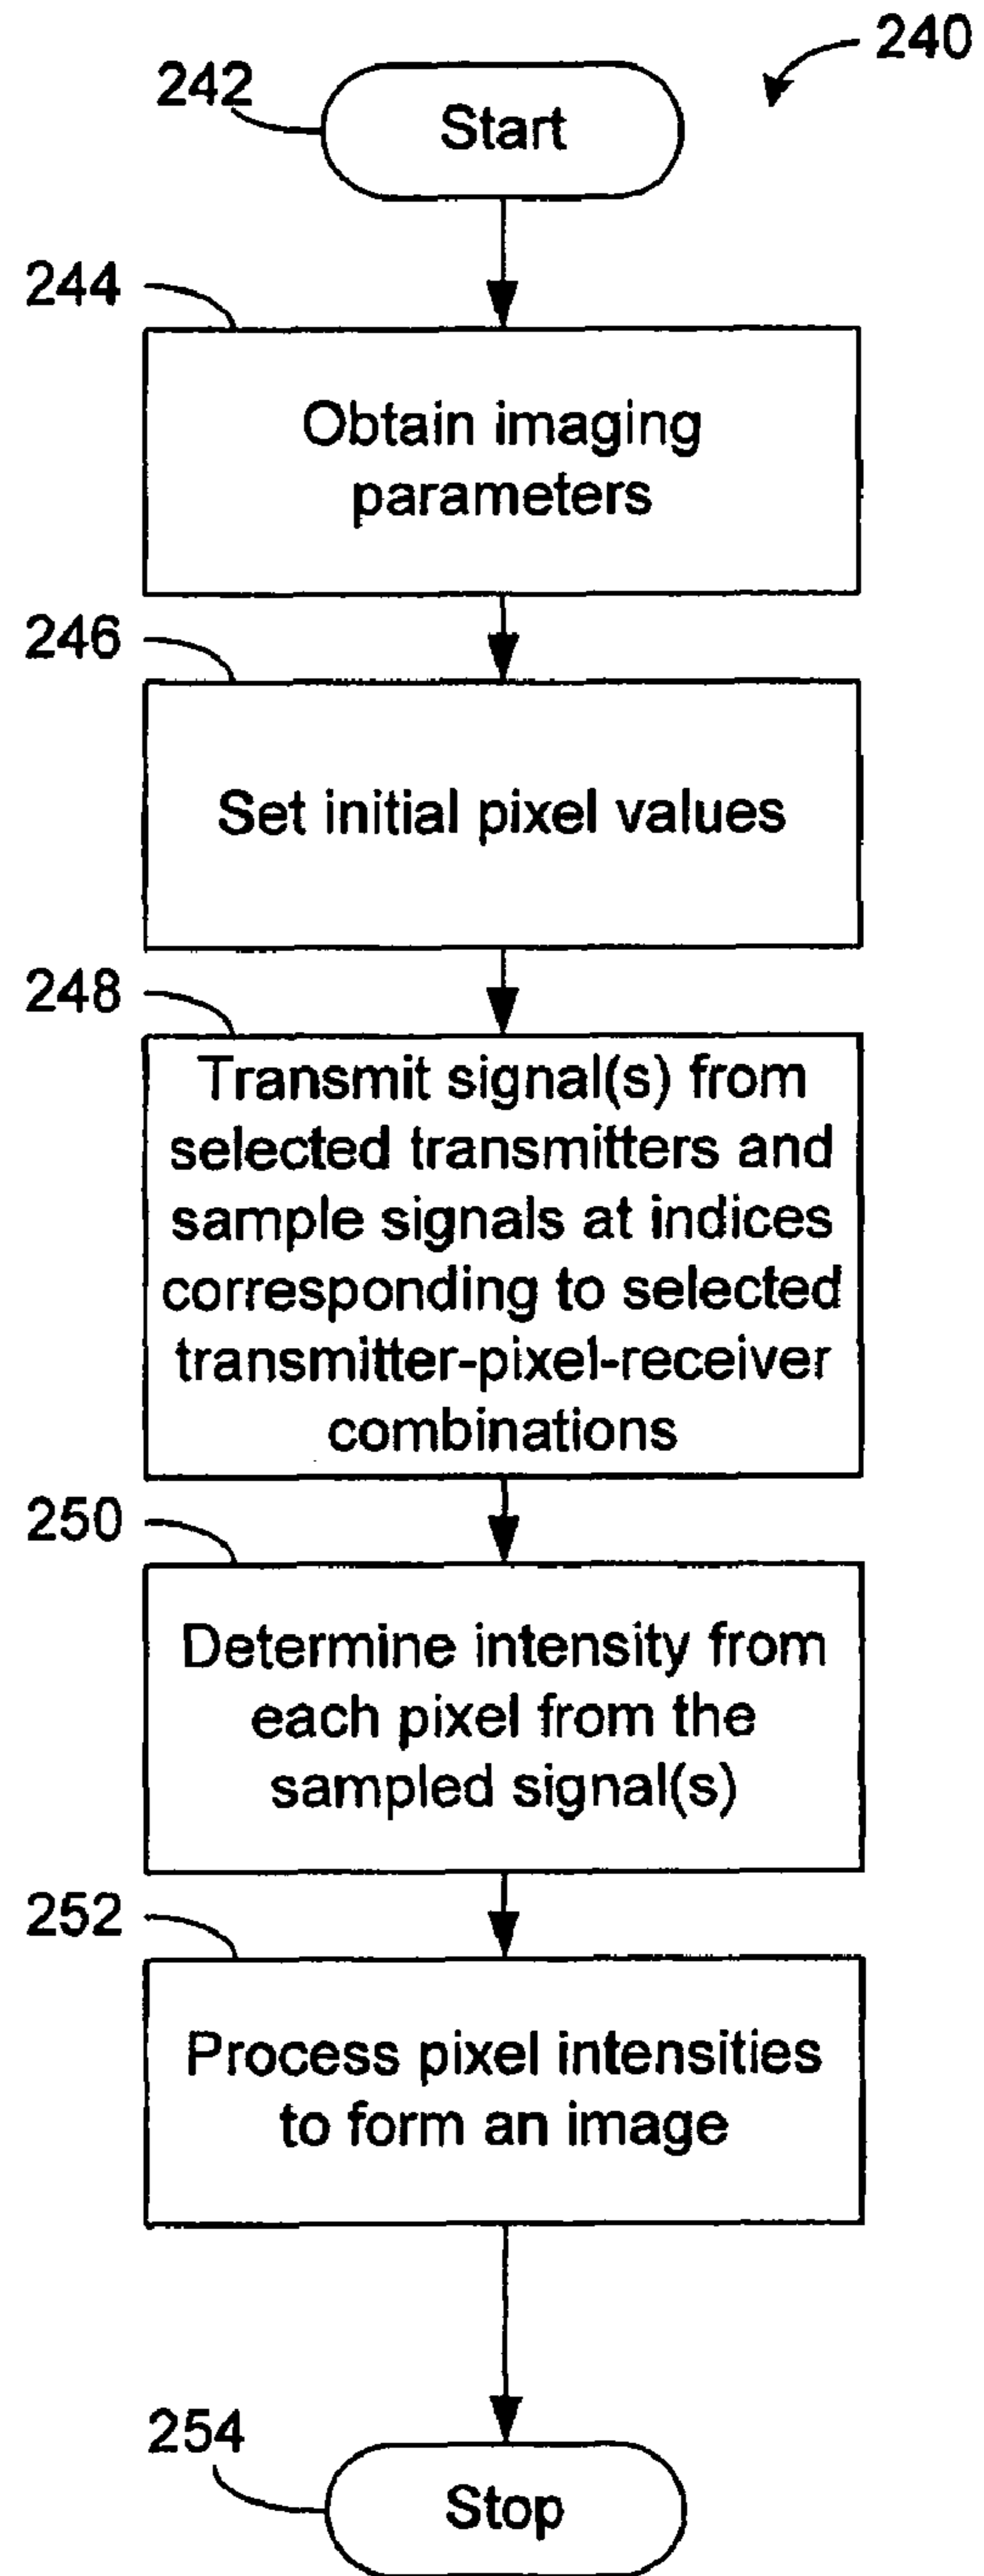 240
242
Start
244
Obtain imaging
parameters
246
Set initial pixel values
248
Transmit signal(s) from
selected transmitters and
sample signals at indices
corresponding to selected
transmitter-pixel-receiver
combinations
250
Determine intensity from
each pixel from the
sampled signal(s)
252
Process pixel intensities
to form an image
254
Stop